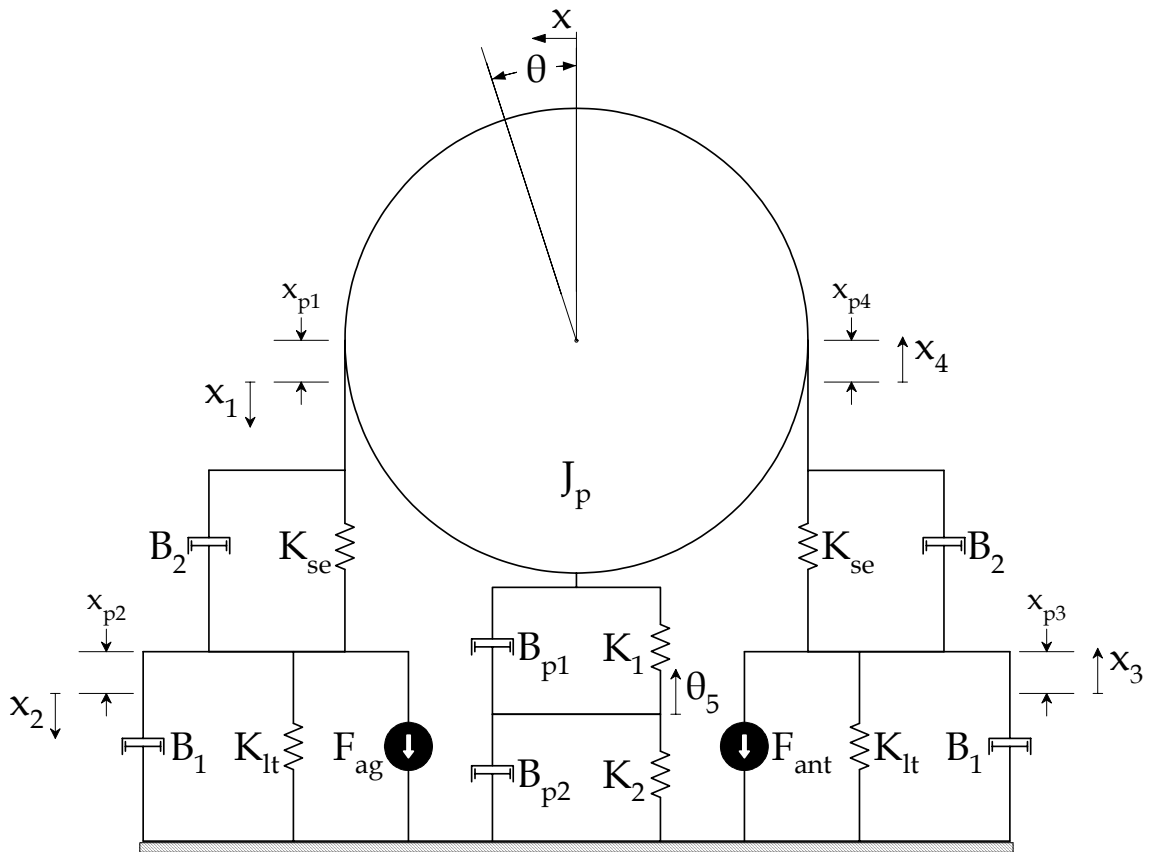 x
θ
x_p1
x_p4
x_1
x_4
J_p
B_2
K_se
K_se
B_2
x_p2
x_p3
B_p1
K_1
x_3
θ_5
x_2
B_1
K_lt
F_ag
B_p2
K_2
F_ant
K_lt
B_1